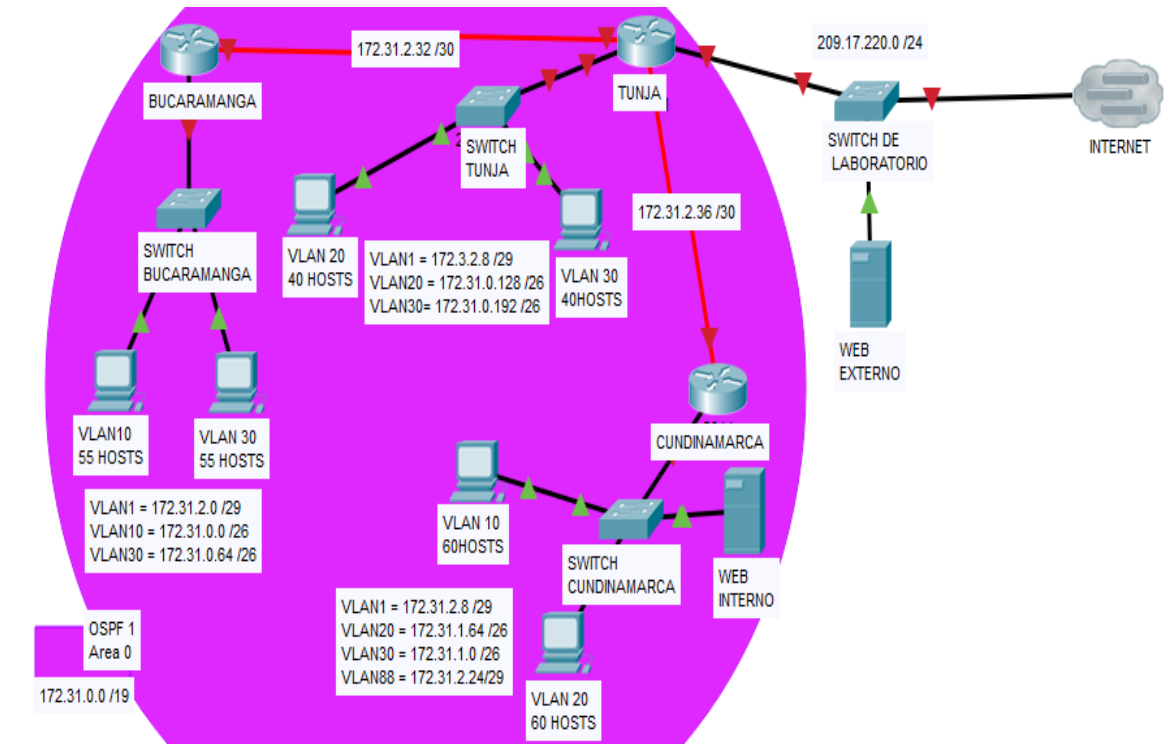 172.31.2.32 /30
BUCARAMANGA
TUNJA
209.17.220.0 /24
INTERNET
SWITCH DE
LABORATORIO
SWITCH
TUNJA
172.31.2.36 /30
VLAN 20
40 HOSTS
VLAN1 = 172.3.2.8 /29
VLAN20 = 172.31.0.128 /26
VLAN30= 172.31.0.192 /26
VLAN 30
40HOSTS
SWITCH
BUCARAMANGA
WEB
EXTERNO
VLAN10
55 HOSTS
VLAN 30
55 HOSTS
CUNDINAMARCA
VLAN1 = 172.31.2.0 /29
VLAN10 = 172.31.0.0 /26
VLAN30 = 172.31.0.64 /26
VLAN 10
60HOSTS
SWITCH
CUNDINAMARCA
WEB
INTERNO
VLAN1 = 172.31.2.8 /29
VLAN20 = 172.31.1.64 /26
VLAN30 = 172.31.1.0 /26
VLAN88 = 172.31.2.24/29
OSPF 1
Area 0
172.31.0.0 /19
VLAN 20
60 HOSTS